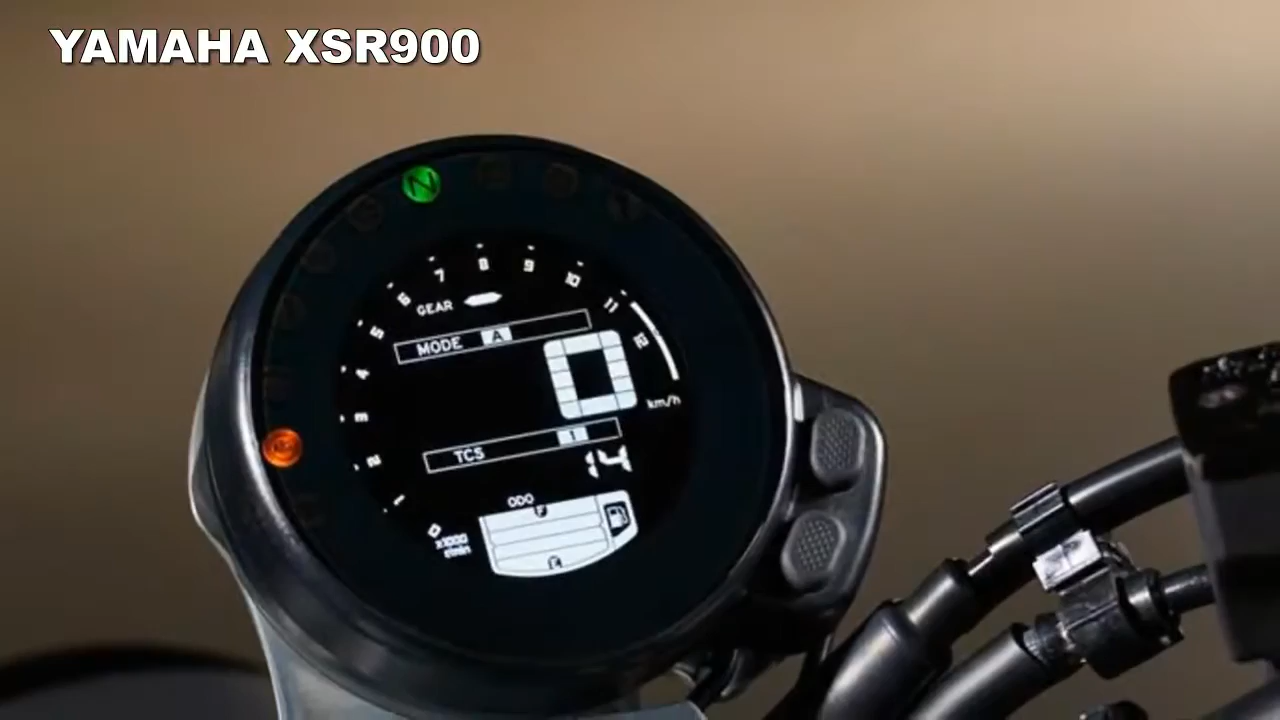 YAMAHA XSR900
N
7 8 9 10
6 11
5 12
4
3
2
1
0
GEAR
MODE A
0
km/h
TCS 1
14
ODO
F
x1000
r/min
E